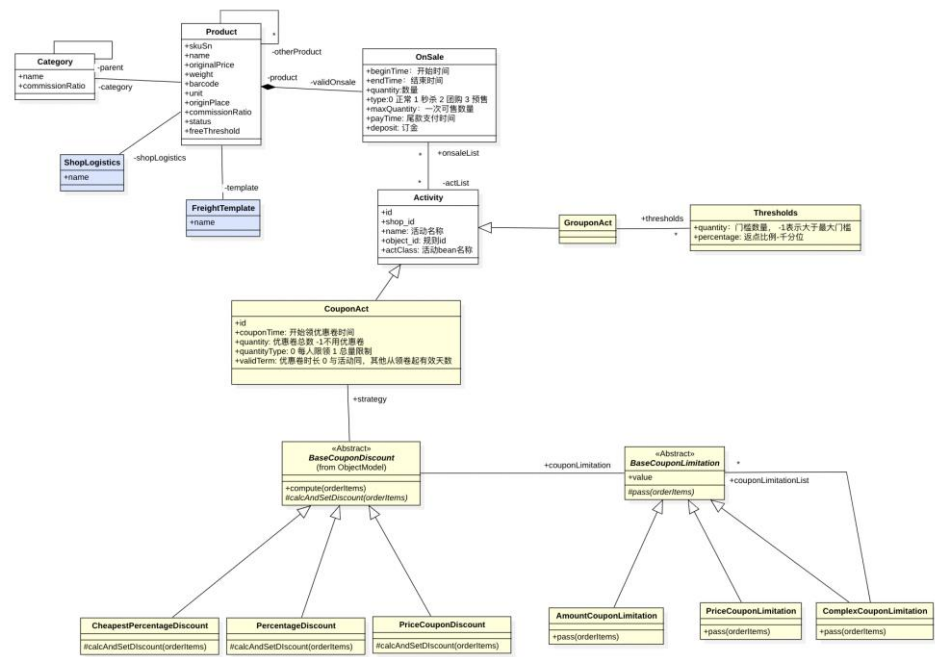 Product
+skuSn
+name
+originalPrice
+weight
+barcode
+unit
+originPlace
+commissionRatio
+status
+freeThreshold
*
-otherProduct
Category
+name
+commissionRatio
-parent
-category
-product
-validOnsale
OnSale
+beginTime：开始时间
+endTime：结束时间
+quantity:数量
+type:0 正常 1 秒杀 2 团购 3 预售
+maxQuantity：一次可售数量
+payTime: 尾款支付时间
+deposit: 订金
ShopLogistics
+name
-shopLogistics
-template
FreightTemplate
+name
*
+onsaleList
*
-actList
Activity
+id
+shop_id
+name: 活动名称
+object_id: 规则id
+actClass: 活动bean名称
GrouponAct
+thresholds
*
Thresholds
+quantity：门槛数量， -1表示大于最大门槛
+percentage: 返点比例-千分位
CouponAct
+id
+couponTime: 开始领优惠卷时间
+quantity: 优惠卷总数 -1不用优惠卷
+quantityType: 0 每人限领 1 总量限制
+validTerm: 优惠卷时长 0 与活动同，其他从领卷起有效天数
+strategy
«Abstract»
BaseCouponDiscount
(from ObjectModel)
+compute(orderItems)
#calcAndSetDiscount(orderItems)
+couponLimitation
«Abstract»
BaseCouponLimitation
+value
#pass(orderItems)
*
+couponLimitationList
CheapestPercentageDiscount
#calcAndSetDIscount(orderItems)
PercentageDiscount
#calcAndSetDIscount(orderItems)
PriceCouponDiscount
#calcAndSetDIscount(orderItems)
AmountCouponLimitation
+pass(orderItems)
PriceCouponLimitation
+pass(orderItems)
ComplexCouponLimitation
+pass(orderItems)